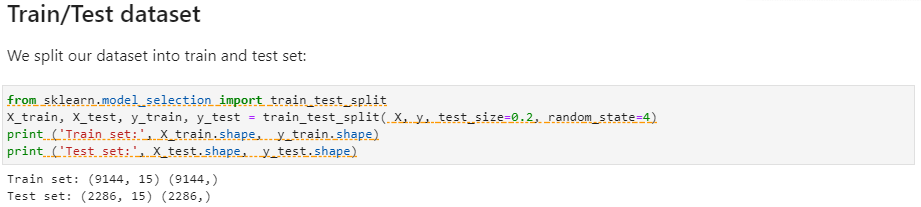 Train/Test dataset
We split our dataset into train and test set:
from sklearn.model_selection import train_test_split
X_train, X_test, y_train, y_test = train_test_split( X, y, test_size=0.2, random_state=4)
print ('Train set:', X_train.shape,  y_train.shape)
print ('Test set:', X_test.shape,  y_test.shape)
Train set: (9144, 15) (9144,)
Test set: (2286, 15) (2286,)